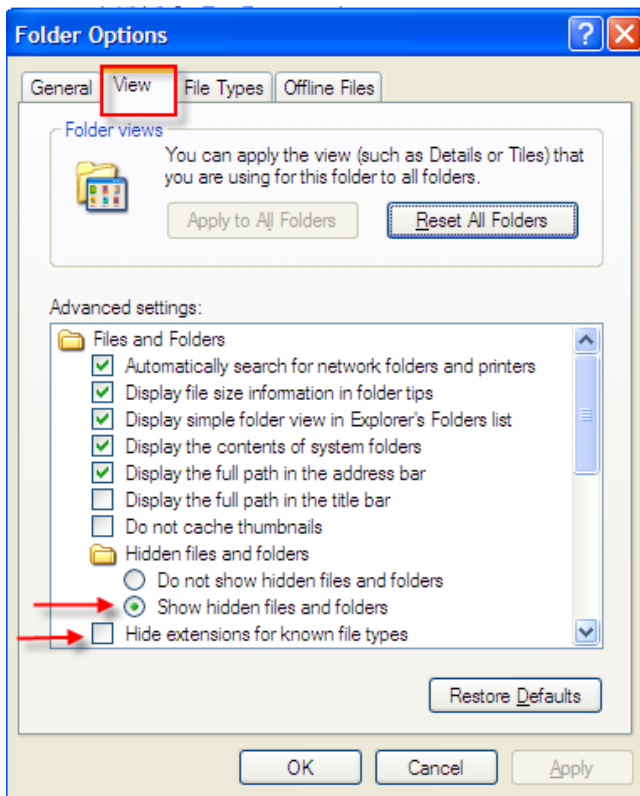 Folder Options
General View File Types Offline Files
Folder views
You can apply the view (such as Details or Tiles) that
you are using for this folder to all folders.
Apply to All Folders Reset All Folders
Advanced settings:
Files and Folders
Automatically search for network folders and printers
Display file size information in folder tips
Display simple folder view in Explorer's Folders list
Display the contents of system folders
Display the full path in the address bar
Display the full path in the title bar
Do not cache thumbnails
Hidden files and folders
Do not show hidden files and folders
Show hidden files and folders
Hide extensions for known file types
Restore Defaults
OK Cancel Apply